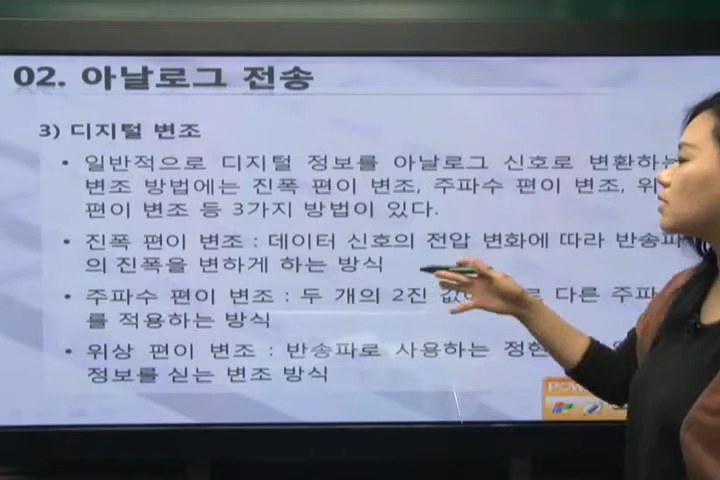 02. 아날로그 전송
3) 디지털 변조
• 일반적으로 디지털 정보를 아날로그 신호로 변환하는
변조 방법에는 진폭 편이 변조, 주파수 편이 변조, 위
편이 변조 등 3가지 방법이 있다.
• 진폭 편이 변조 : 데이터 신호의 전압 변화에 따라 반송파
의 진폭을 변하게 하는 방식
• 주파수 편이 변조 : 두 개의 2진 다른
를 적용하는 방식
• 위상 편이 변조 : 반송파로 사용하는
정보를 싣는 변조 방식